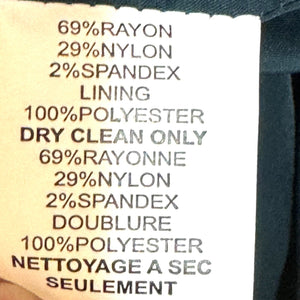 69%RAYON
29%NYLON
2%SPANDEX
LINING
100%POLYESTER
DRY CLEAN ONLY
69%RAYONNE
29%NYLON
2%SPANDEX
DOUBLURE
100%POLYESTER
NETTOYAGE A SEC
SEULEMENT